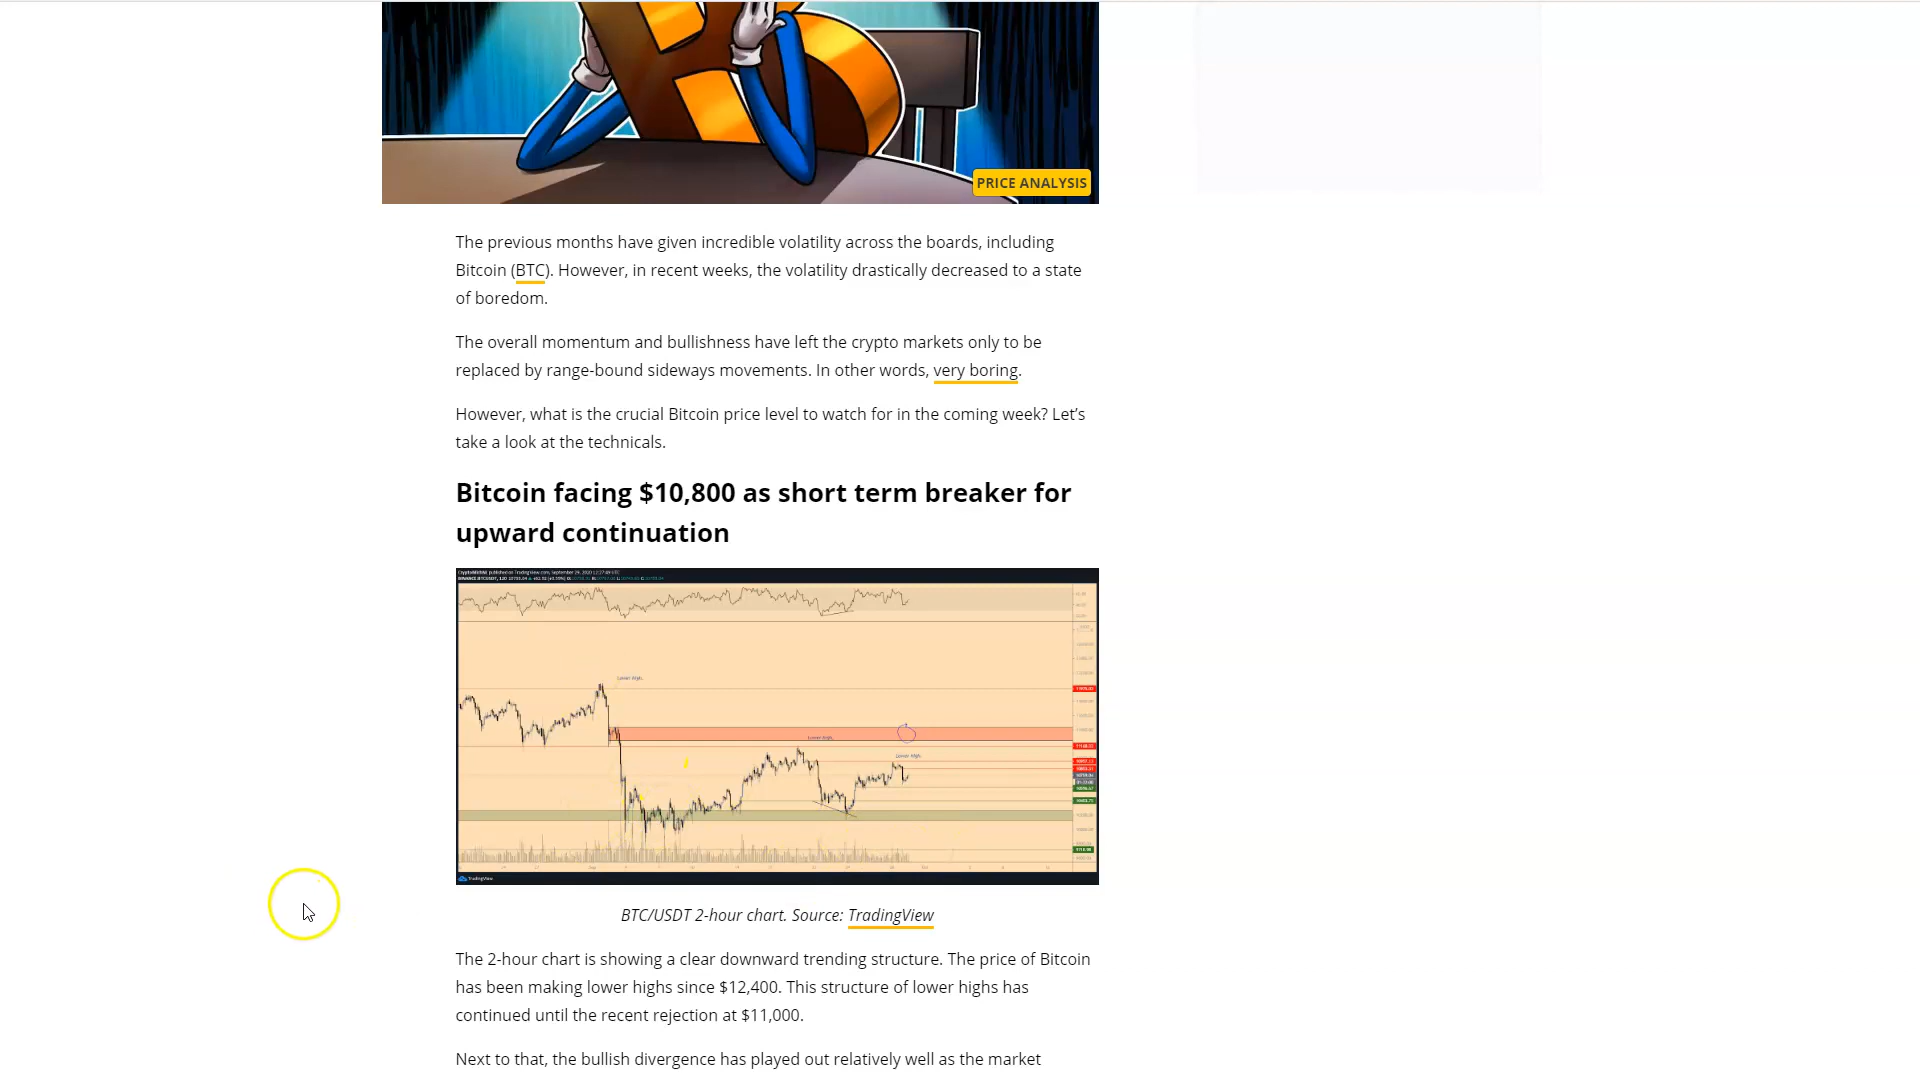 PRICE ANALYSIS
The previous months have given incredible volatility across the boards, including
Bitcoin (BTC). However, in recent weeks, the volatility drastically decreased to a state
of boredom.
The overall momentum and bullishness have left the crypto markets only to be
replaced by range-bound sideways movements. In other words, very boring.
However, what is the crucial Bitcoin price level to watch for in the coming week? Let’s
take a look at the technicals.
Bitcoin facing $10,800 as short term breaker for
upward continuation
Lower High.
Lower High.
Lower High.
TradingView
BTC/USDT 2-hour chart. Source: TradingView
The 2-hour chart is showing a clear downward trending structure. The price of Bitcoin
has been making lower highs since $12,400. This structure of lower highs has
continued until the recent rejection at $11,000.
Next to that, the bullish divergence has played out relatively well as the market